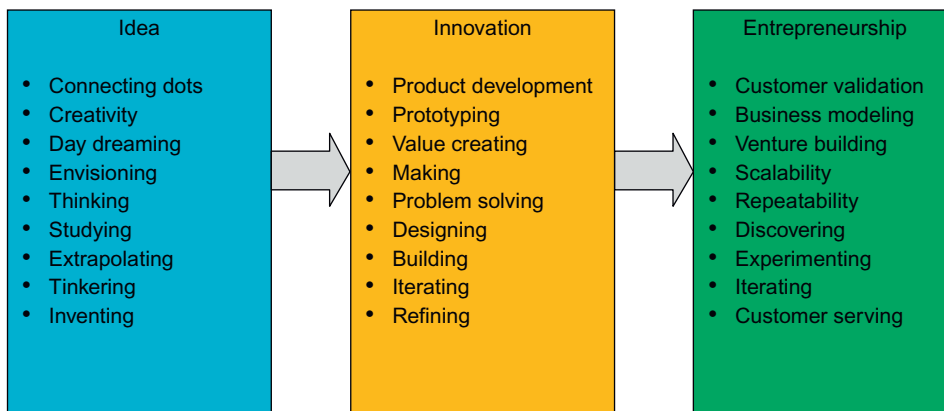 Idea
• Connecting dots
• Creativity
• Day dreaming
• Envisioning
• Thinking
• Studying
• Extrapolating
• Tinkering
• Inventing
Innovation
• Product development
• Prototyping
• Value creating
• Making
• Problem solving
• Designing
• Building
• Iterating
• Refining
Entrepreneurship
• Customer validation
• Business modeling
• Venture building
• Scalability
• Repeatability
• Discovering
• Experimenting
• Iterating
• Customer serving